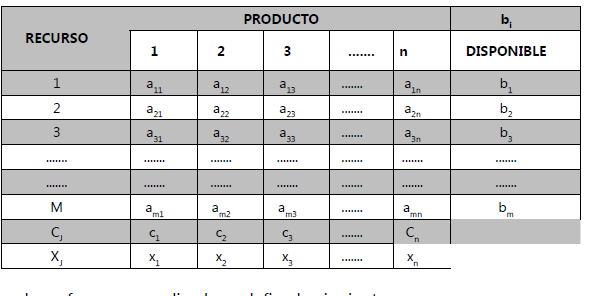 PRODUCTO bi
RECURSO
1 2 3 ....... n DISPONIBLE
1 a11 a12 a13 ....... a1n b1
2 a21 a22 a23 ....... a2n b2
3 a31 a32 a33 ....... a3n b3
....... ....... ....... ....... ....... ....... .......
....... ....... ....... ....... ....... ....... .......
M am1 am2 am3 ....... amn bm
CJ c1 c2 c3 ....... Cn
XJ x1 x2 x3 ....... xn